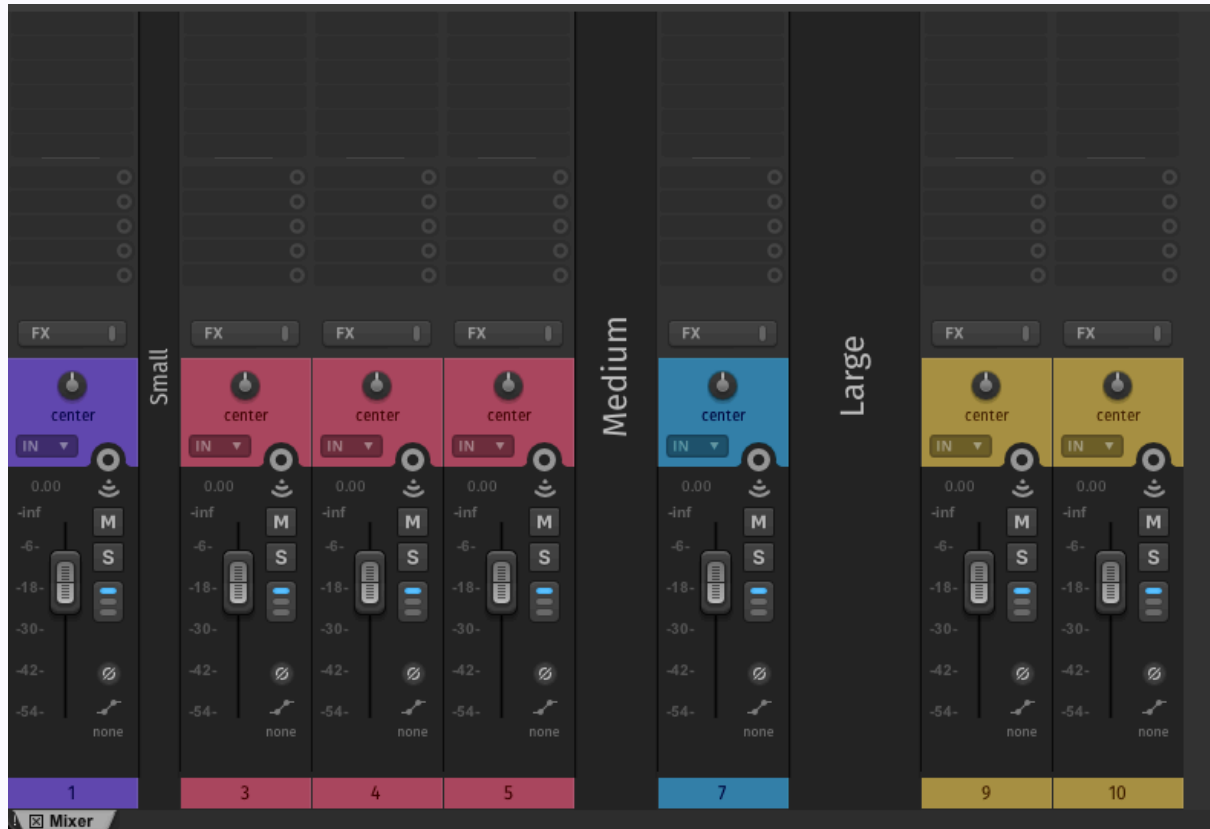 FX FX FX FX FX FX FX
Small
Medium
Large
center center center center center center center
IN IN IN IN IN IN IN
0.00 0.00 0.00 0.00 0.00 0.00 0.00
-inf -inf -inf -inf -inf -inf -inf
M M M M M M M
-6- -6- -6- -6- -6- -6- -6-
S S S S S S S
-18- -18- -18- -18- -18- -18- -18-
-30- -30- -30- -30- -30- -30- -30-
-42- -42- -42- -42- -42- -42- -42-
-54- -54- -54- -54- -54- -54- -54-
none none none none none none none
1 3 4 5 7 9 10
! Mixer